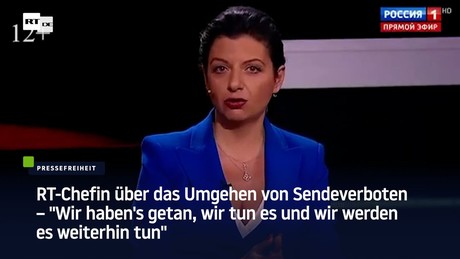 RT DE
12+
РОССИЯ 1
HD
ПРЯМОЙ ЭФИР
PRESSEFREIHEIT
RT-Chefin über das Umgehen von Sendeverboten
– "Wir haben's getan, wir tun es und wir werden
es weiterhin tun"